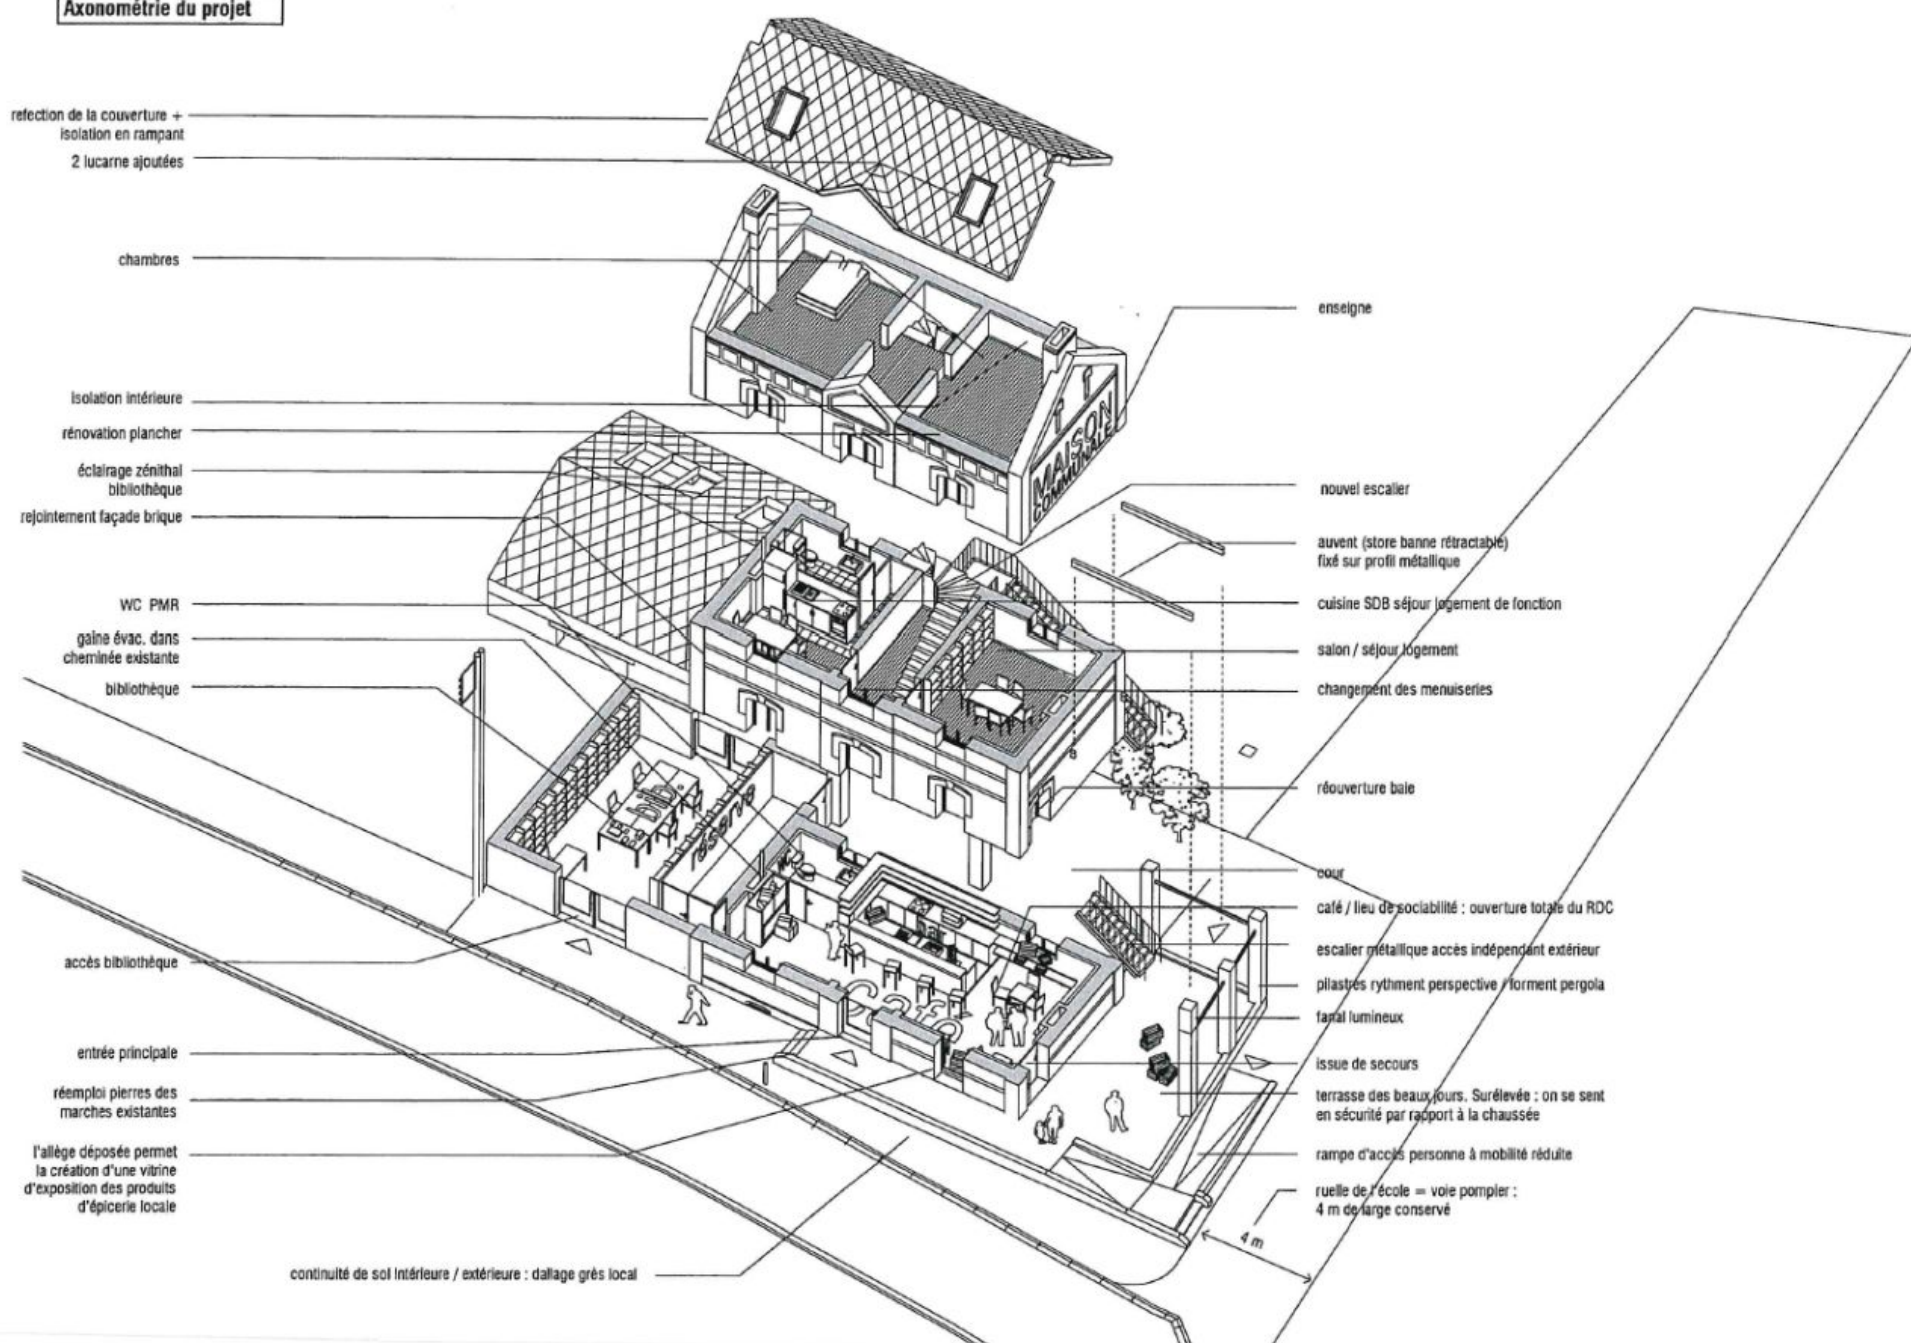 Axonométrie du projet
refection de la couverture +
isolation en rampant
2 lucarne ajoutées
chambres
isolation intérieure
rénovation plancher
éclairage zénithal
bibliothèque
rejointement façade brique
WC PMR
gaîne évac. dans
cheminée existante
bibliothèque
accès bibliothèque
entrée principale
réemploi pierres des
marches existantes
l'allège déposée permet
la création d'une vitrine
d'exposition des produits
d'épicerie locale
continuité de sol intérieure / extérieure : dallage grès local
MAISON
COMMUNALE
bar
café
enseigne
nouvel escalier
auvent (store banne rétractable)
fixé sur profil métallique
cuisine SDB séjour logement de fonction
salon / séjour logement
changement des menuiseries
réouverture baie
cour
café / lieu de sociabilité : ouverture totale du RDC
escalier métallique accès indépendant extérieur
pilastres rythment perspective / forment pergola
fanal lumineux
issue de secours
terrasse des beaux jours. Surélevée : on se sent
en sécurité par rapport à la chaussée
rampe d'accès personne à mobilité réduite
ruelle de l'école = voie pompier :
4 m de large conservé
4 m